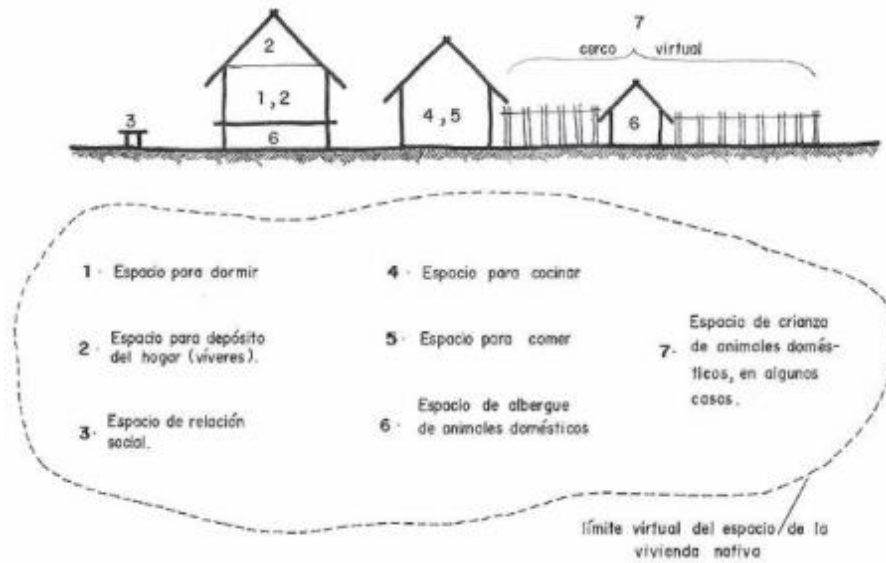 7
cerco virtual
2
1,2
6
3
4,5
6
1· Espacio para dormir
2· Espacio para depósito
del hogar (víveres).
3· Espacio de relación
social.
4· Espacio para cocinar
5· Espacio para comer
6· Espacio de albergue
de animales domésticos
7· Espacio de crianza
de animales domés-
ticos, en algunos
casos.
límite virtual del espacio de la
vivienda nativa